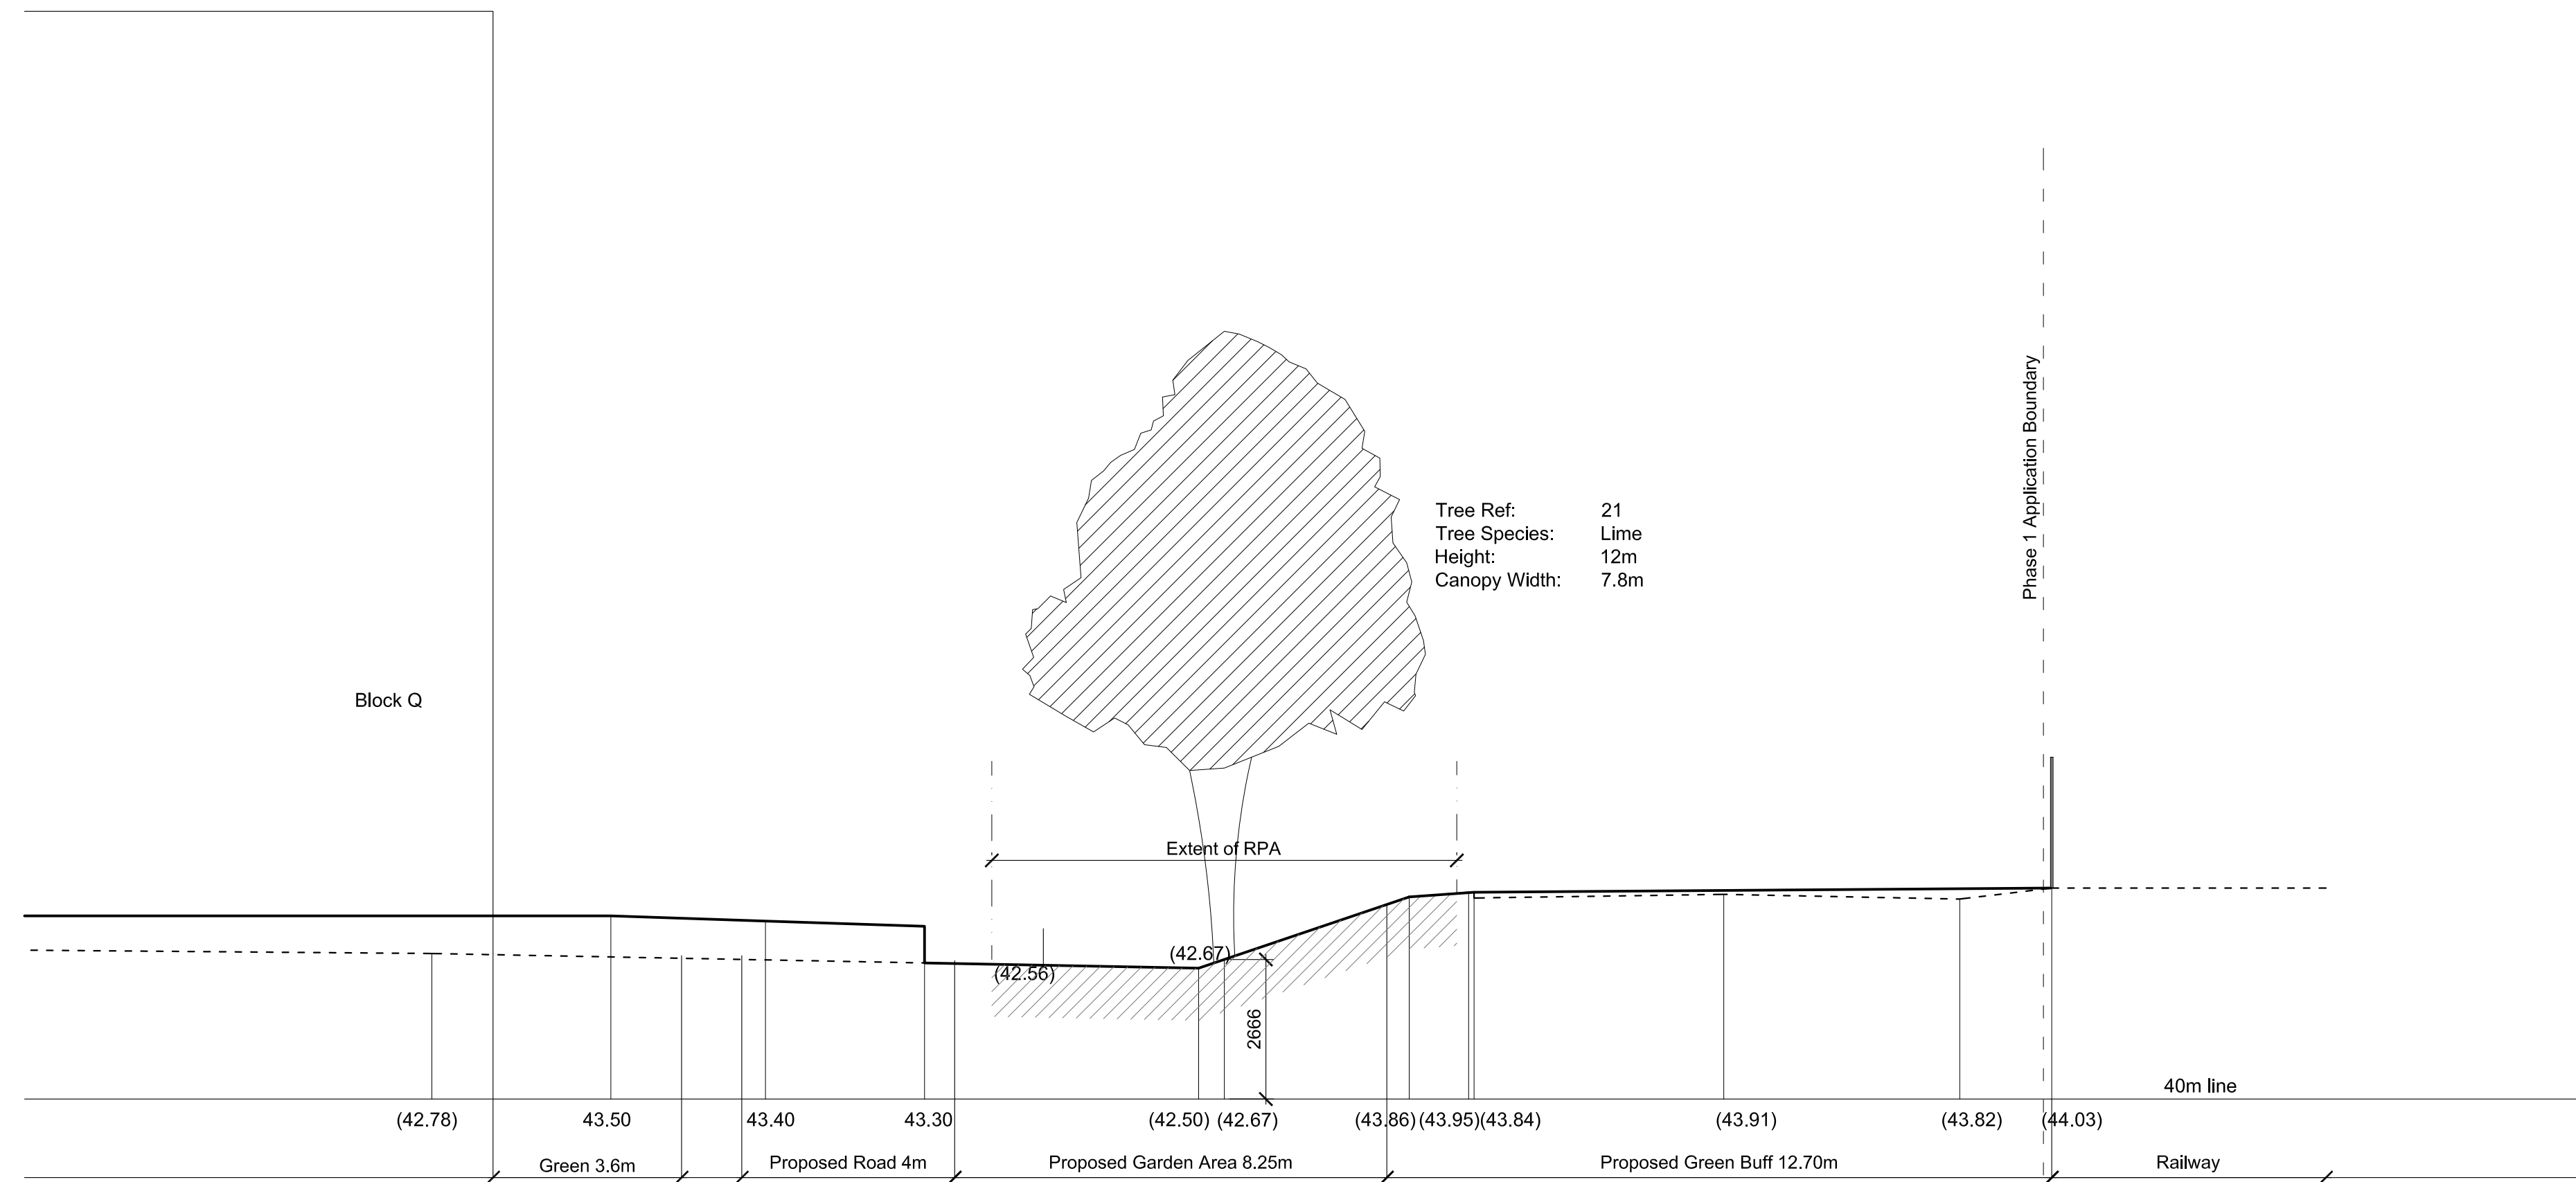 Phase 1 Application Boundary
Tree Ref: 21
Tree Species: Lime
Height: 12m
Canopy Width: 7.8m
Block Q
Extent of RPA
(42.67)
(42.56)
2666
40m line
(42.78) 43.50 43.40 43.30 (42.50) (42.67) (43.86) (43.95) (43.84) (43.91) (43.82) (44.03)
Green 3.6m Proposed Road 4m Proposed Garden Area 8.25m Proposed Green Buff 12.70m Railway